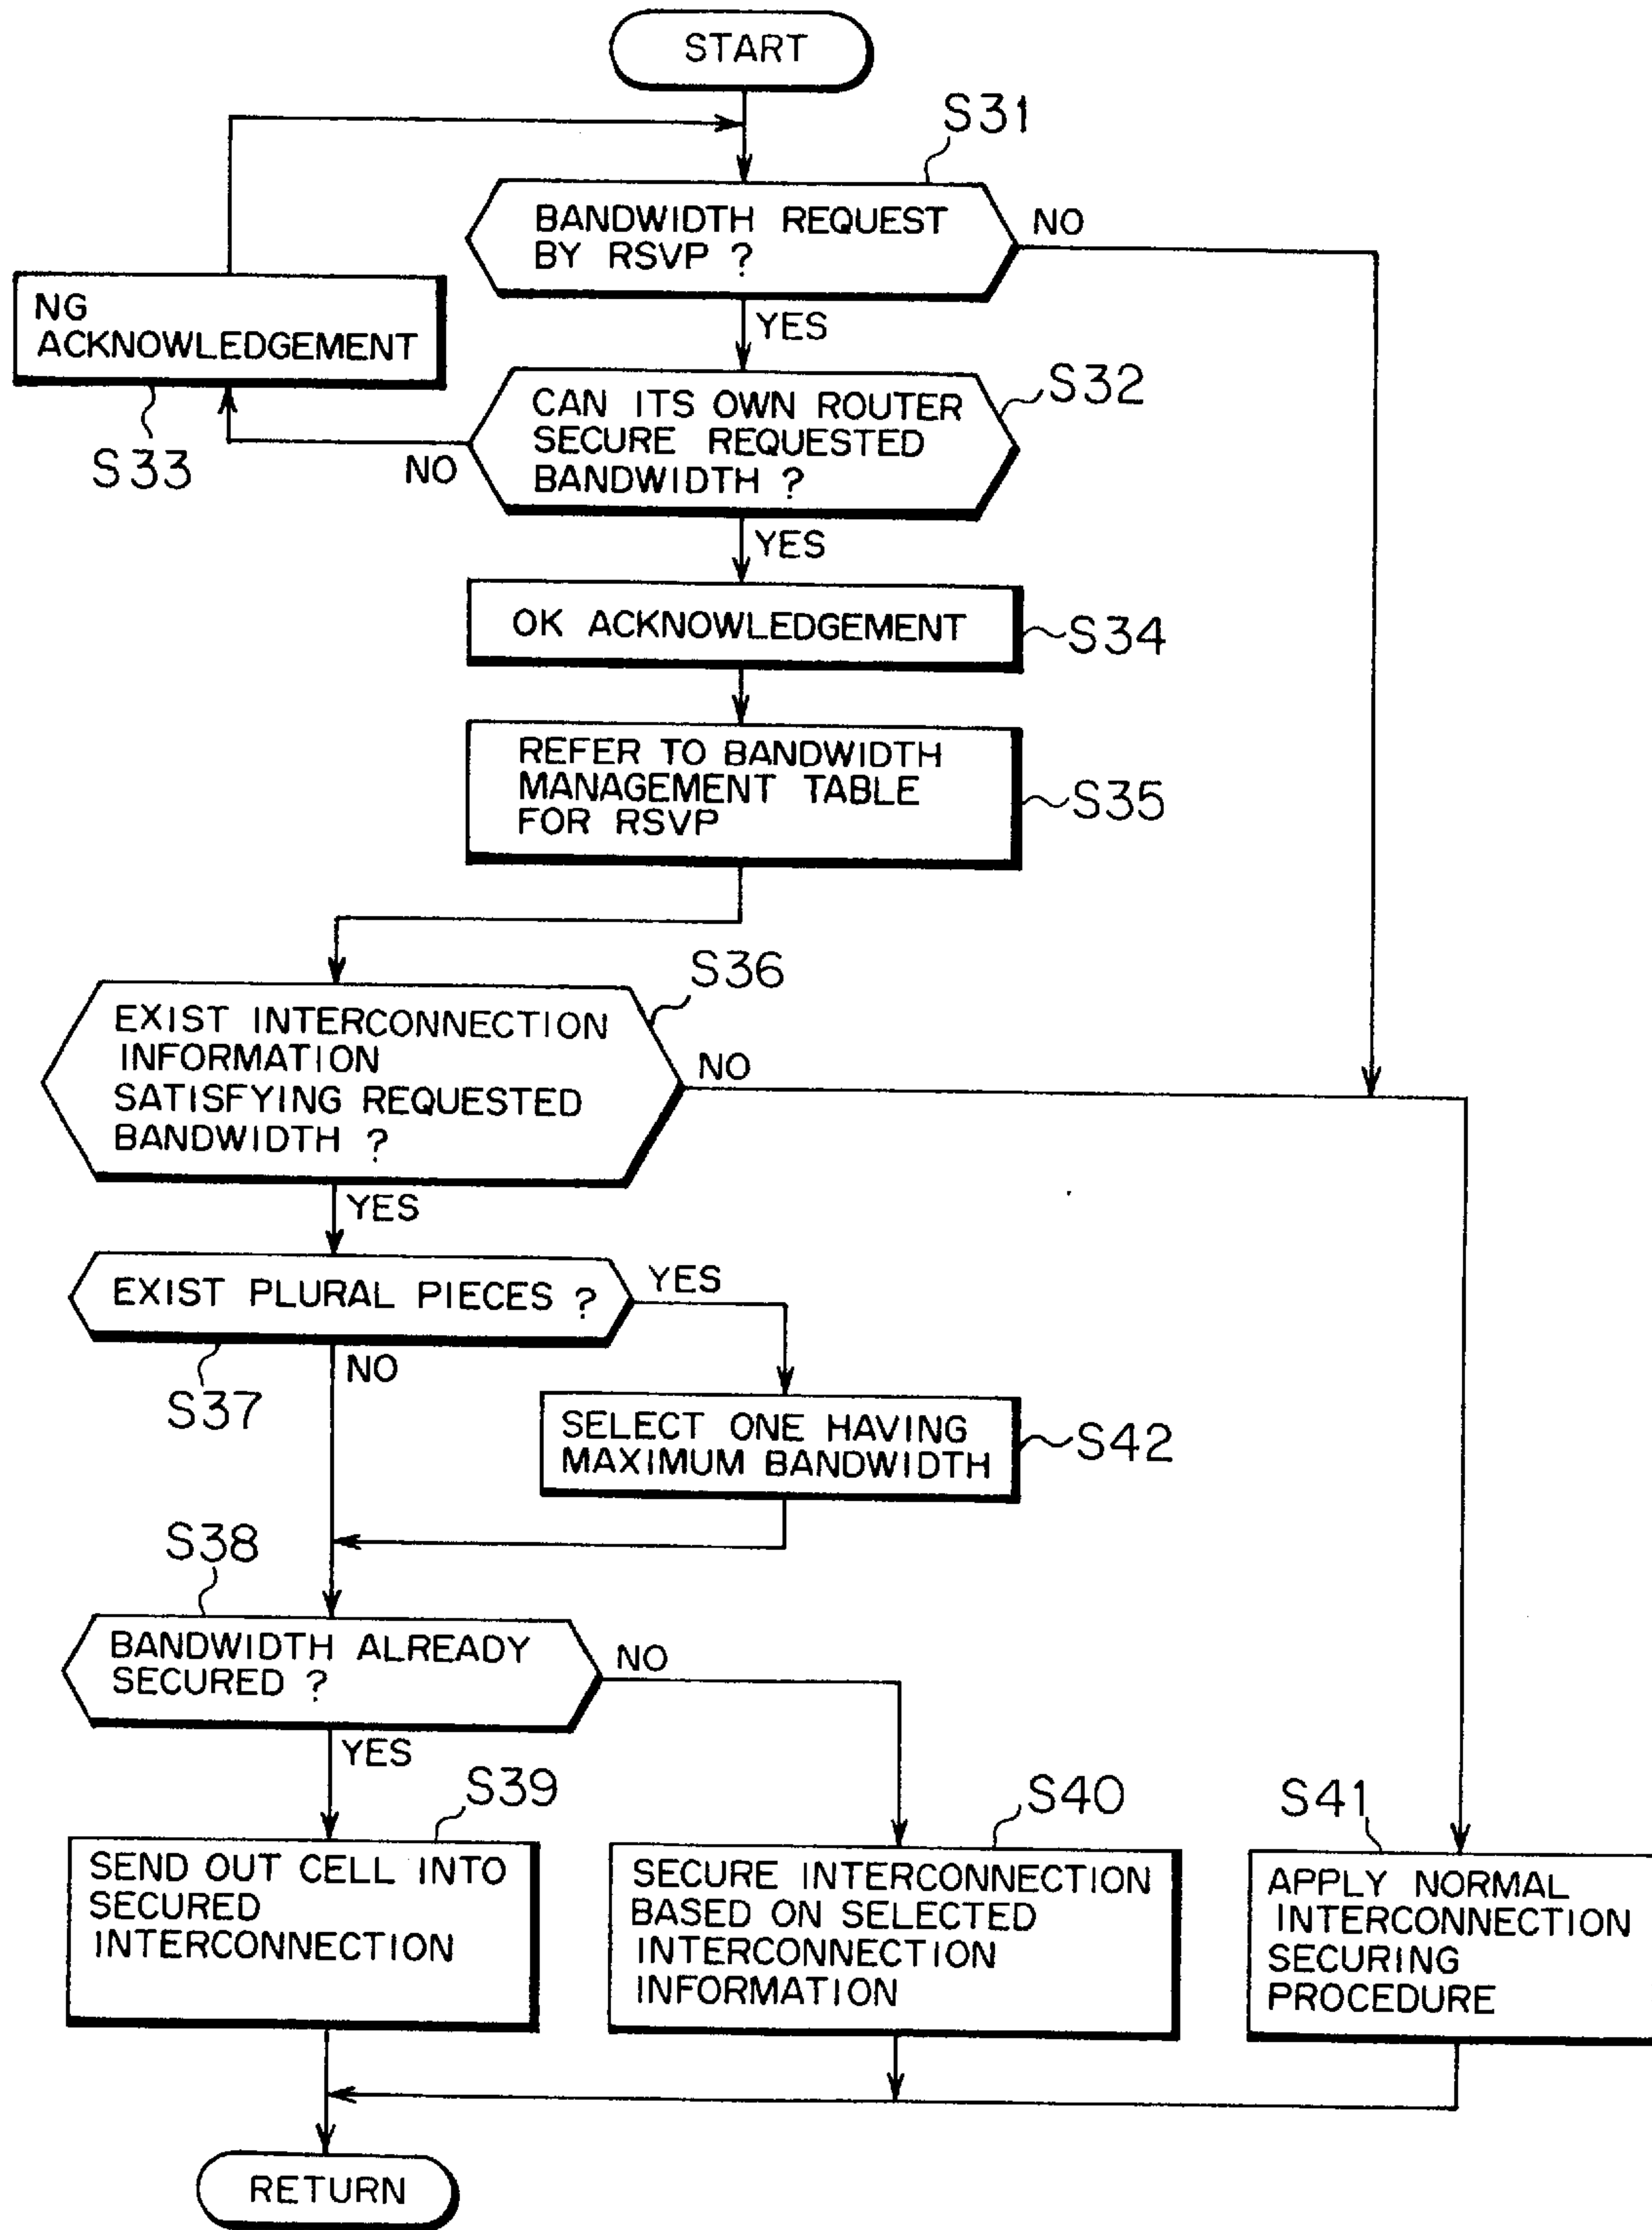 START
S31
BANDWIDTH REQUEST
BY RSVP ?
NO
YES
NG
ACKNOWLEDGEMENT
S33
CAN ITS OWN ROUTER
SECURE REQUESTED
BANDWIDTH ?
S32
NO
YES
OK ACKNOWLEDGEMENT
S34
REFER TO BANDWIDTH
MANAGEMENT TABLE
FOR RSVP
S35
S36
EXIST INTERCONNECTION
INFORMATION
SATISFYING REQUESTED
BANDWIDTH ?
NO
YES
EXIST PLURAL PIECES ?
YES
S37
NO
SELECT ONE HAVING
MAXIMUM BANDWIDTH
S42
S38
BANDWIDTH ALREADY
SECURED ?
NO
YES
S39
SEND OUT CELL INTO
SECURED
INTERCONNECTION
S40
SECURE INTERCONNECTION
BASED ON SELECTED
INTERCONNECTION
INFORMATION
S41
APPLY NORMAL
INTERCONNECTION
SECURING
PROCEDURE
RETURN